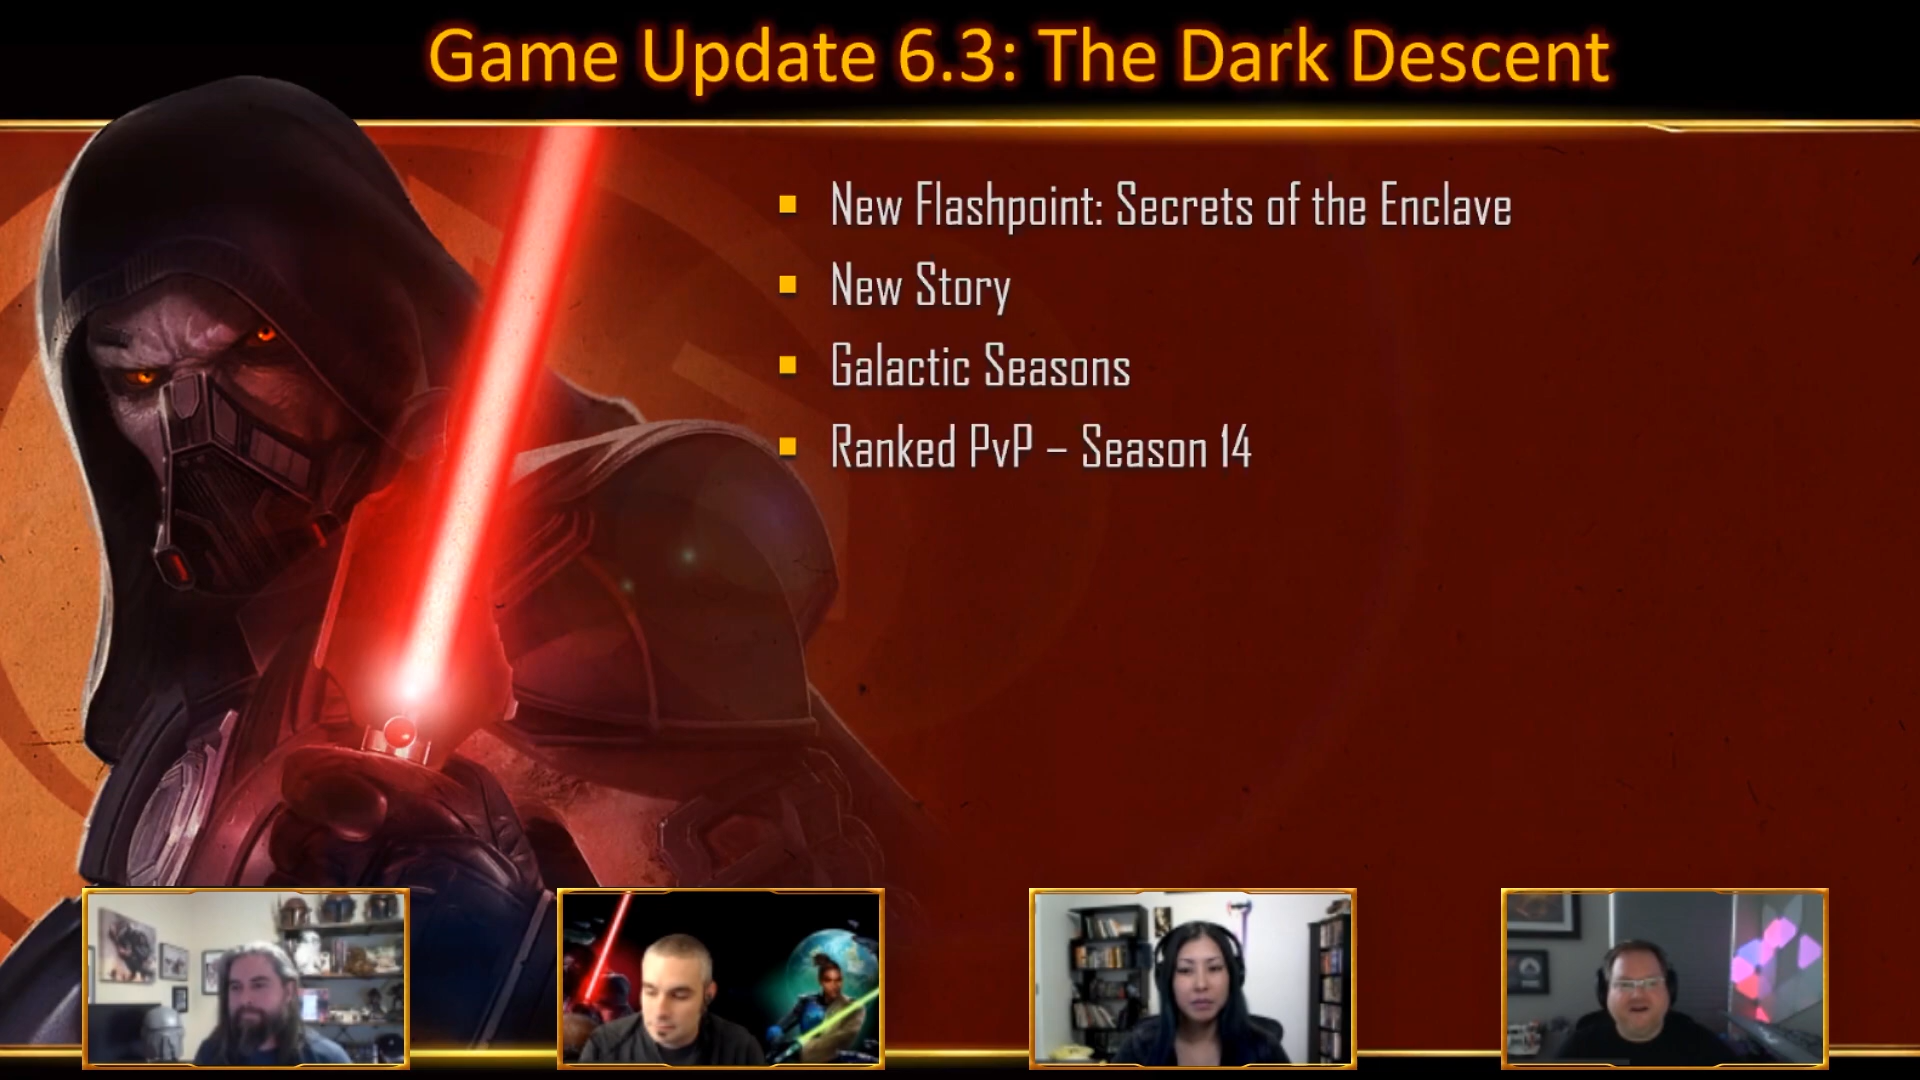 Game Update 6.3: The Dark Descent
New Flashpoint: Secrets of the Enclave
New Story
Galactic Seasons
Ranked PvP – Season 14